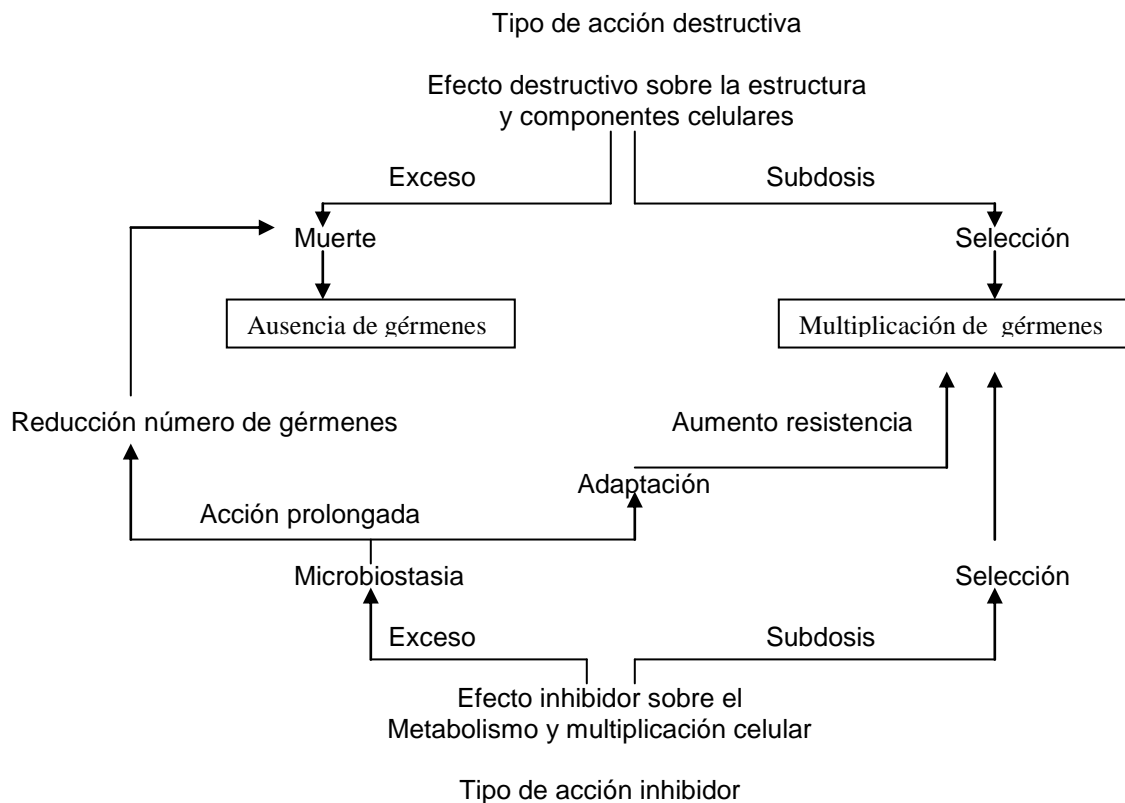 Tipo de acción destructiva
Efecto destructivo sobre la estructura
y componentes celulares
Exceso
Subdosis
Muerte
Selección
Ausencia de gérmenes
Multiplicación de gérmenes
Reducción número de gérmenes
Aumento resistencia
Adaptación
Acción prolongada
Microbiostasia
Selección
Exceso
Subdosis
Efecto inhibidor sobre el
Metabolismo y multiplicación celular
Tipo de acción inhibidor